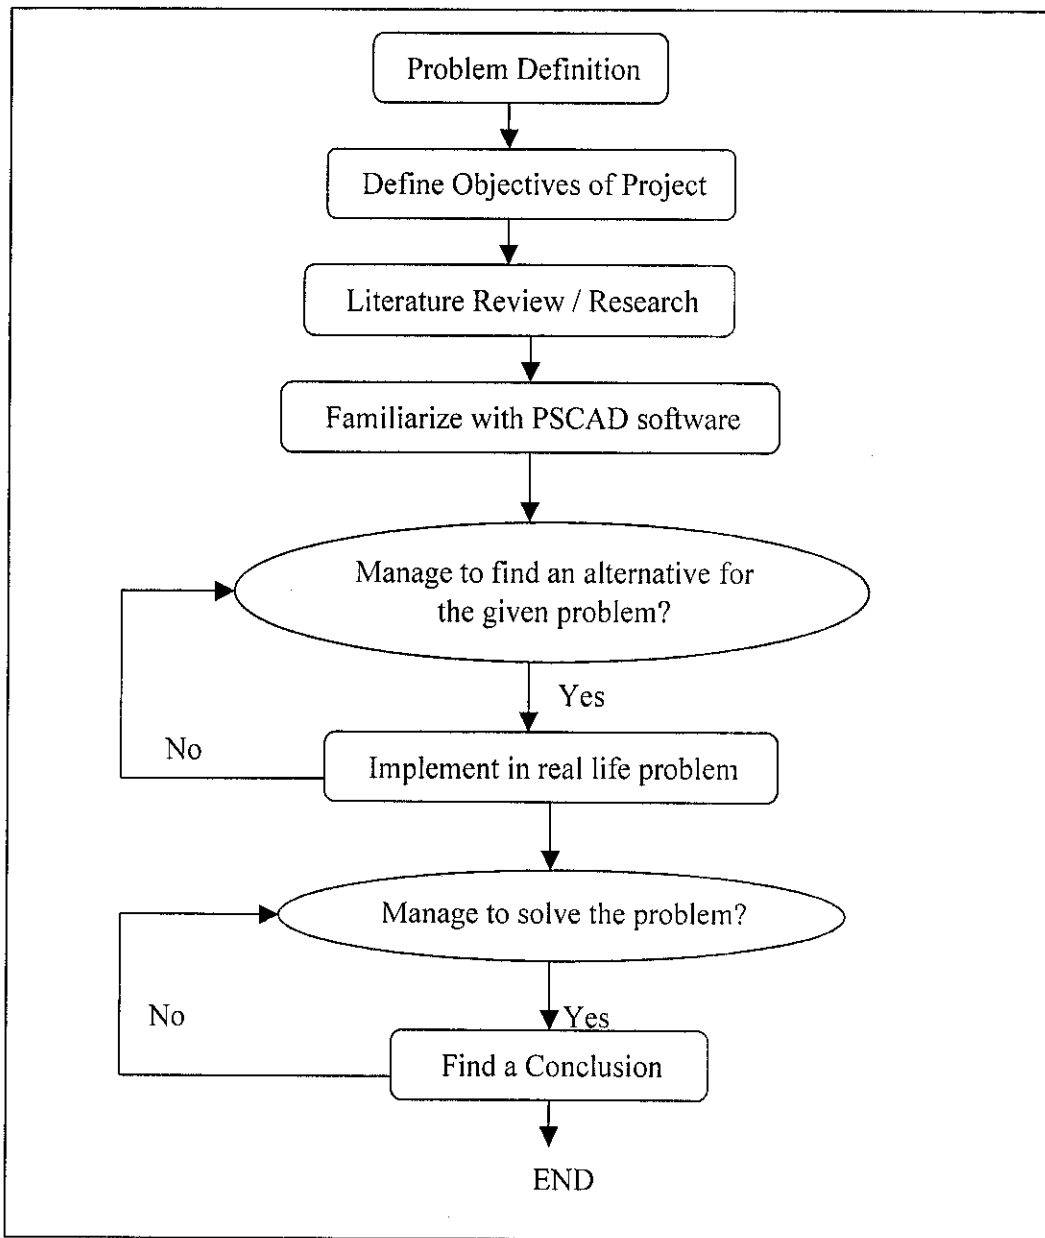 Problem Definition
Define Objectives of Project
Literature Review / Research
Familiarize with PSCAD software
Manage to find an alternative for
the given problem?
Yes
No
Implement in real life problem
Manage to solve the problem?
No
Yes
Find a Conclusion
END